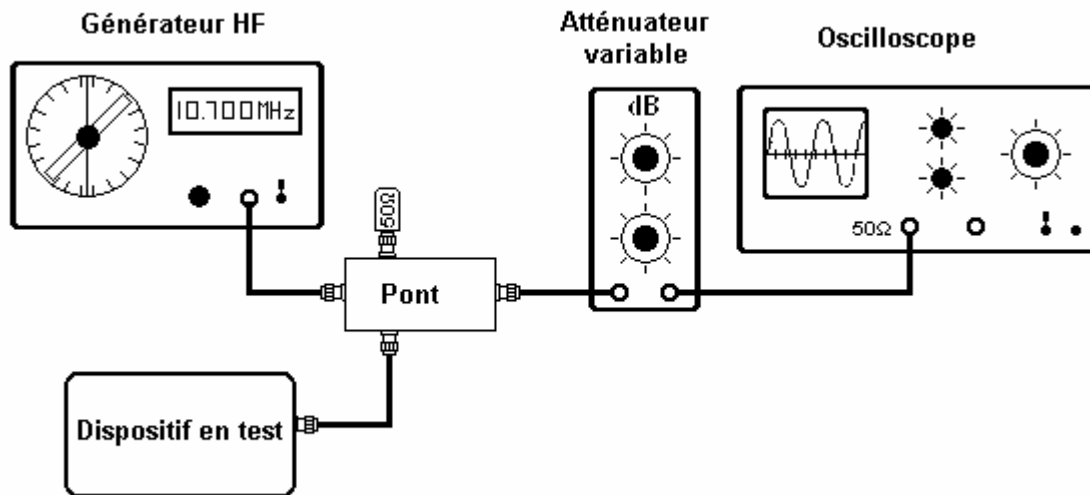 Générateur HF
Atténuateur
variable
Oscilloscope
10.700MHz
dB
50Ω
50Ω
Pont
Dispositif en test